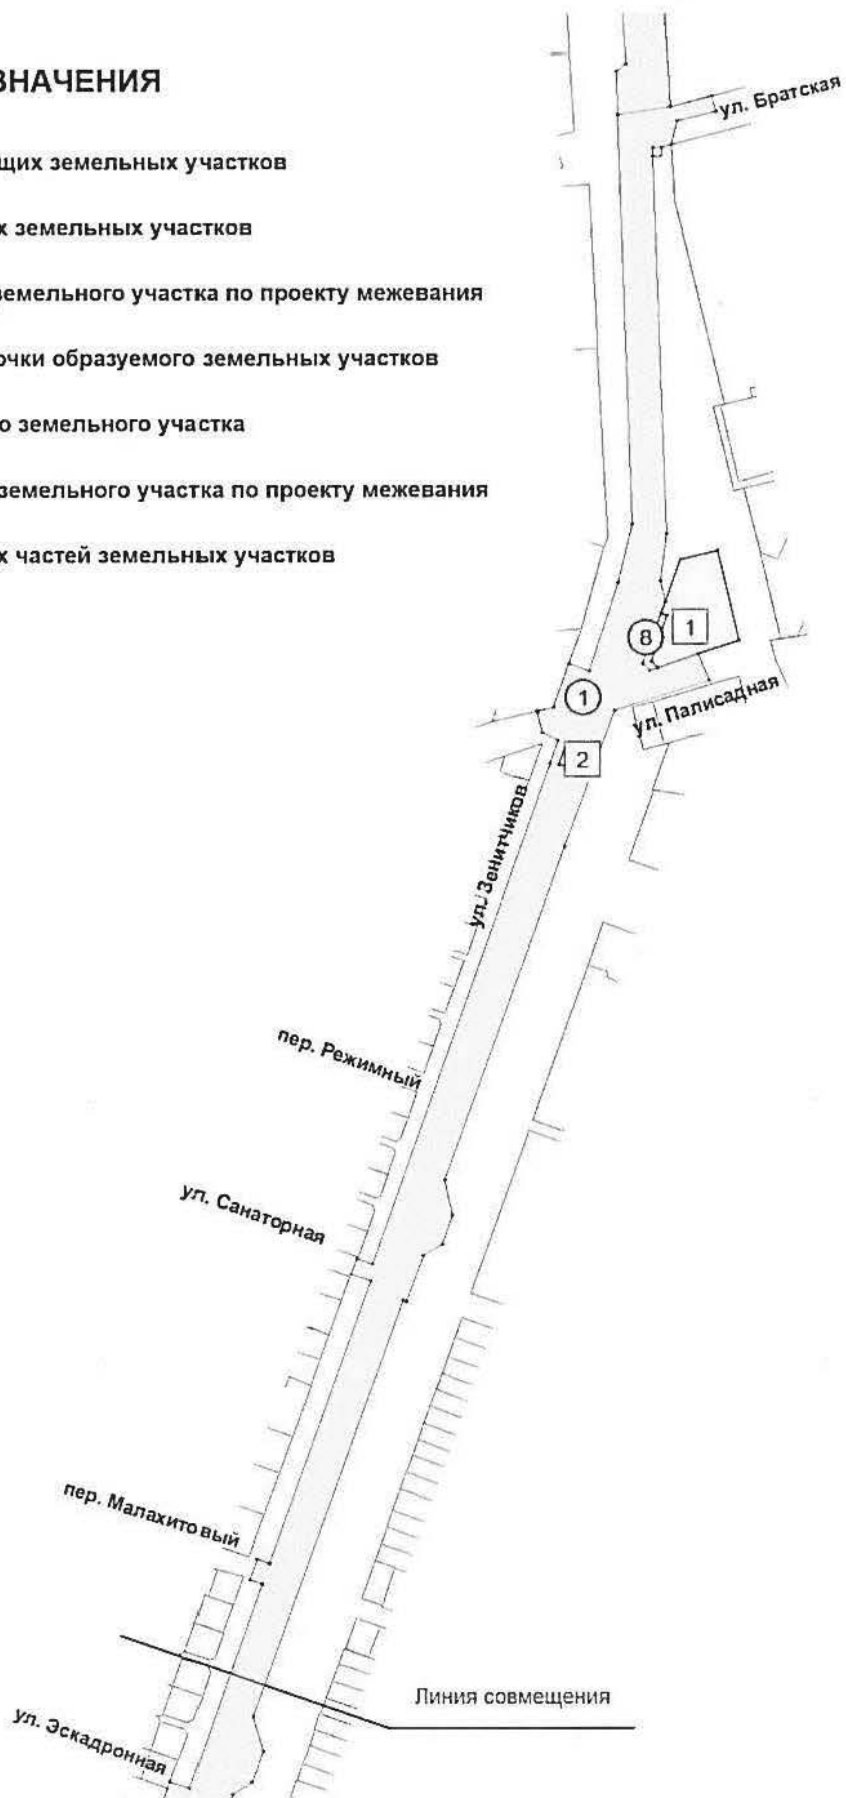 ЗНАЧЕНИЯ
щих земельных участков
х земельных участков
земельного участка по проекту межевания
очки образуемого земельных участков
о земельного участка
земельного участка по проекту межевания
х частей земельных участков
ул. Братская
8
1
1
ул. Палисадная
2
ул. Зенитчиков
пер. Режимный
ул. Санаторная
пер. Малахитовый
Линия совмещения
ул. Эскадронная